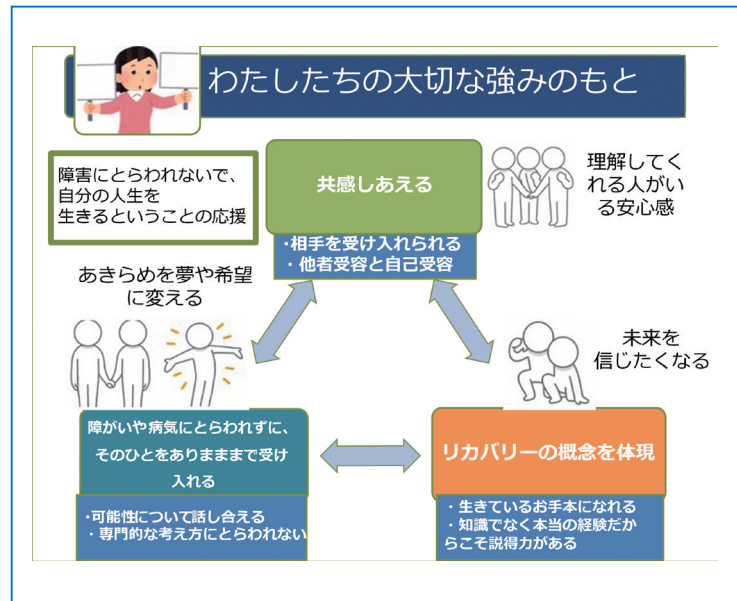 わたしたちの大切な強みのもと
障害にとらわれないで、
自分の人生を
生きるということの応援
共感しあえる
・相手を受け入れられる
・他者受容と自己受容
理解してく
れる人がい
る安心感
あきらめを夢や希望
に変える
未来を
信じたくなる
障がいや病気にとらわれずに、
そのひとをありまままで受け
入れる
・可能性について話し合える
・専門的な考え方にとらわれない
リカバリーの概念を体現
・生きているお手本になれる
・知識でなく本当の経験だか
らこそ説得力がある